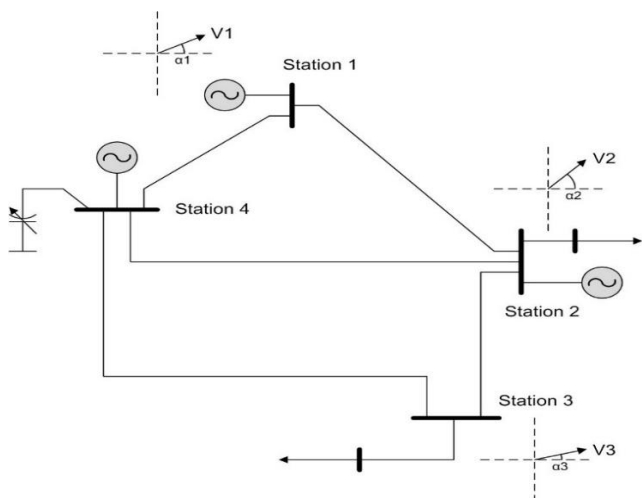 V1
α1
Station 1
V2
α2
Station 4
Station 2
Station 3
V3
α3